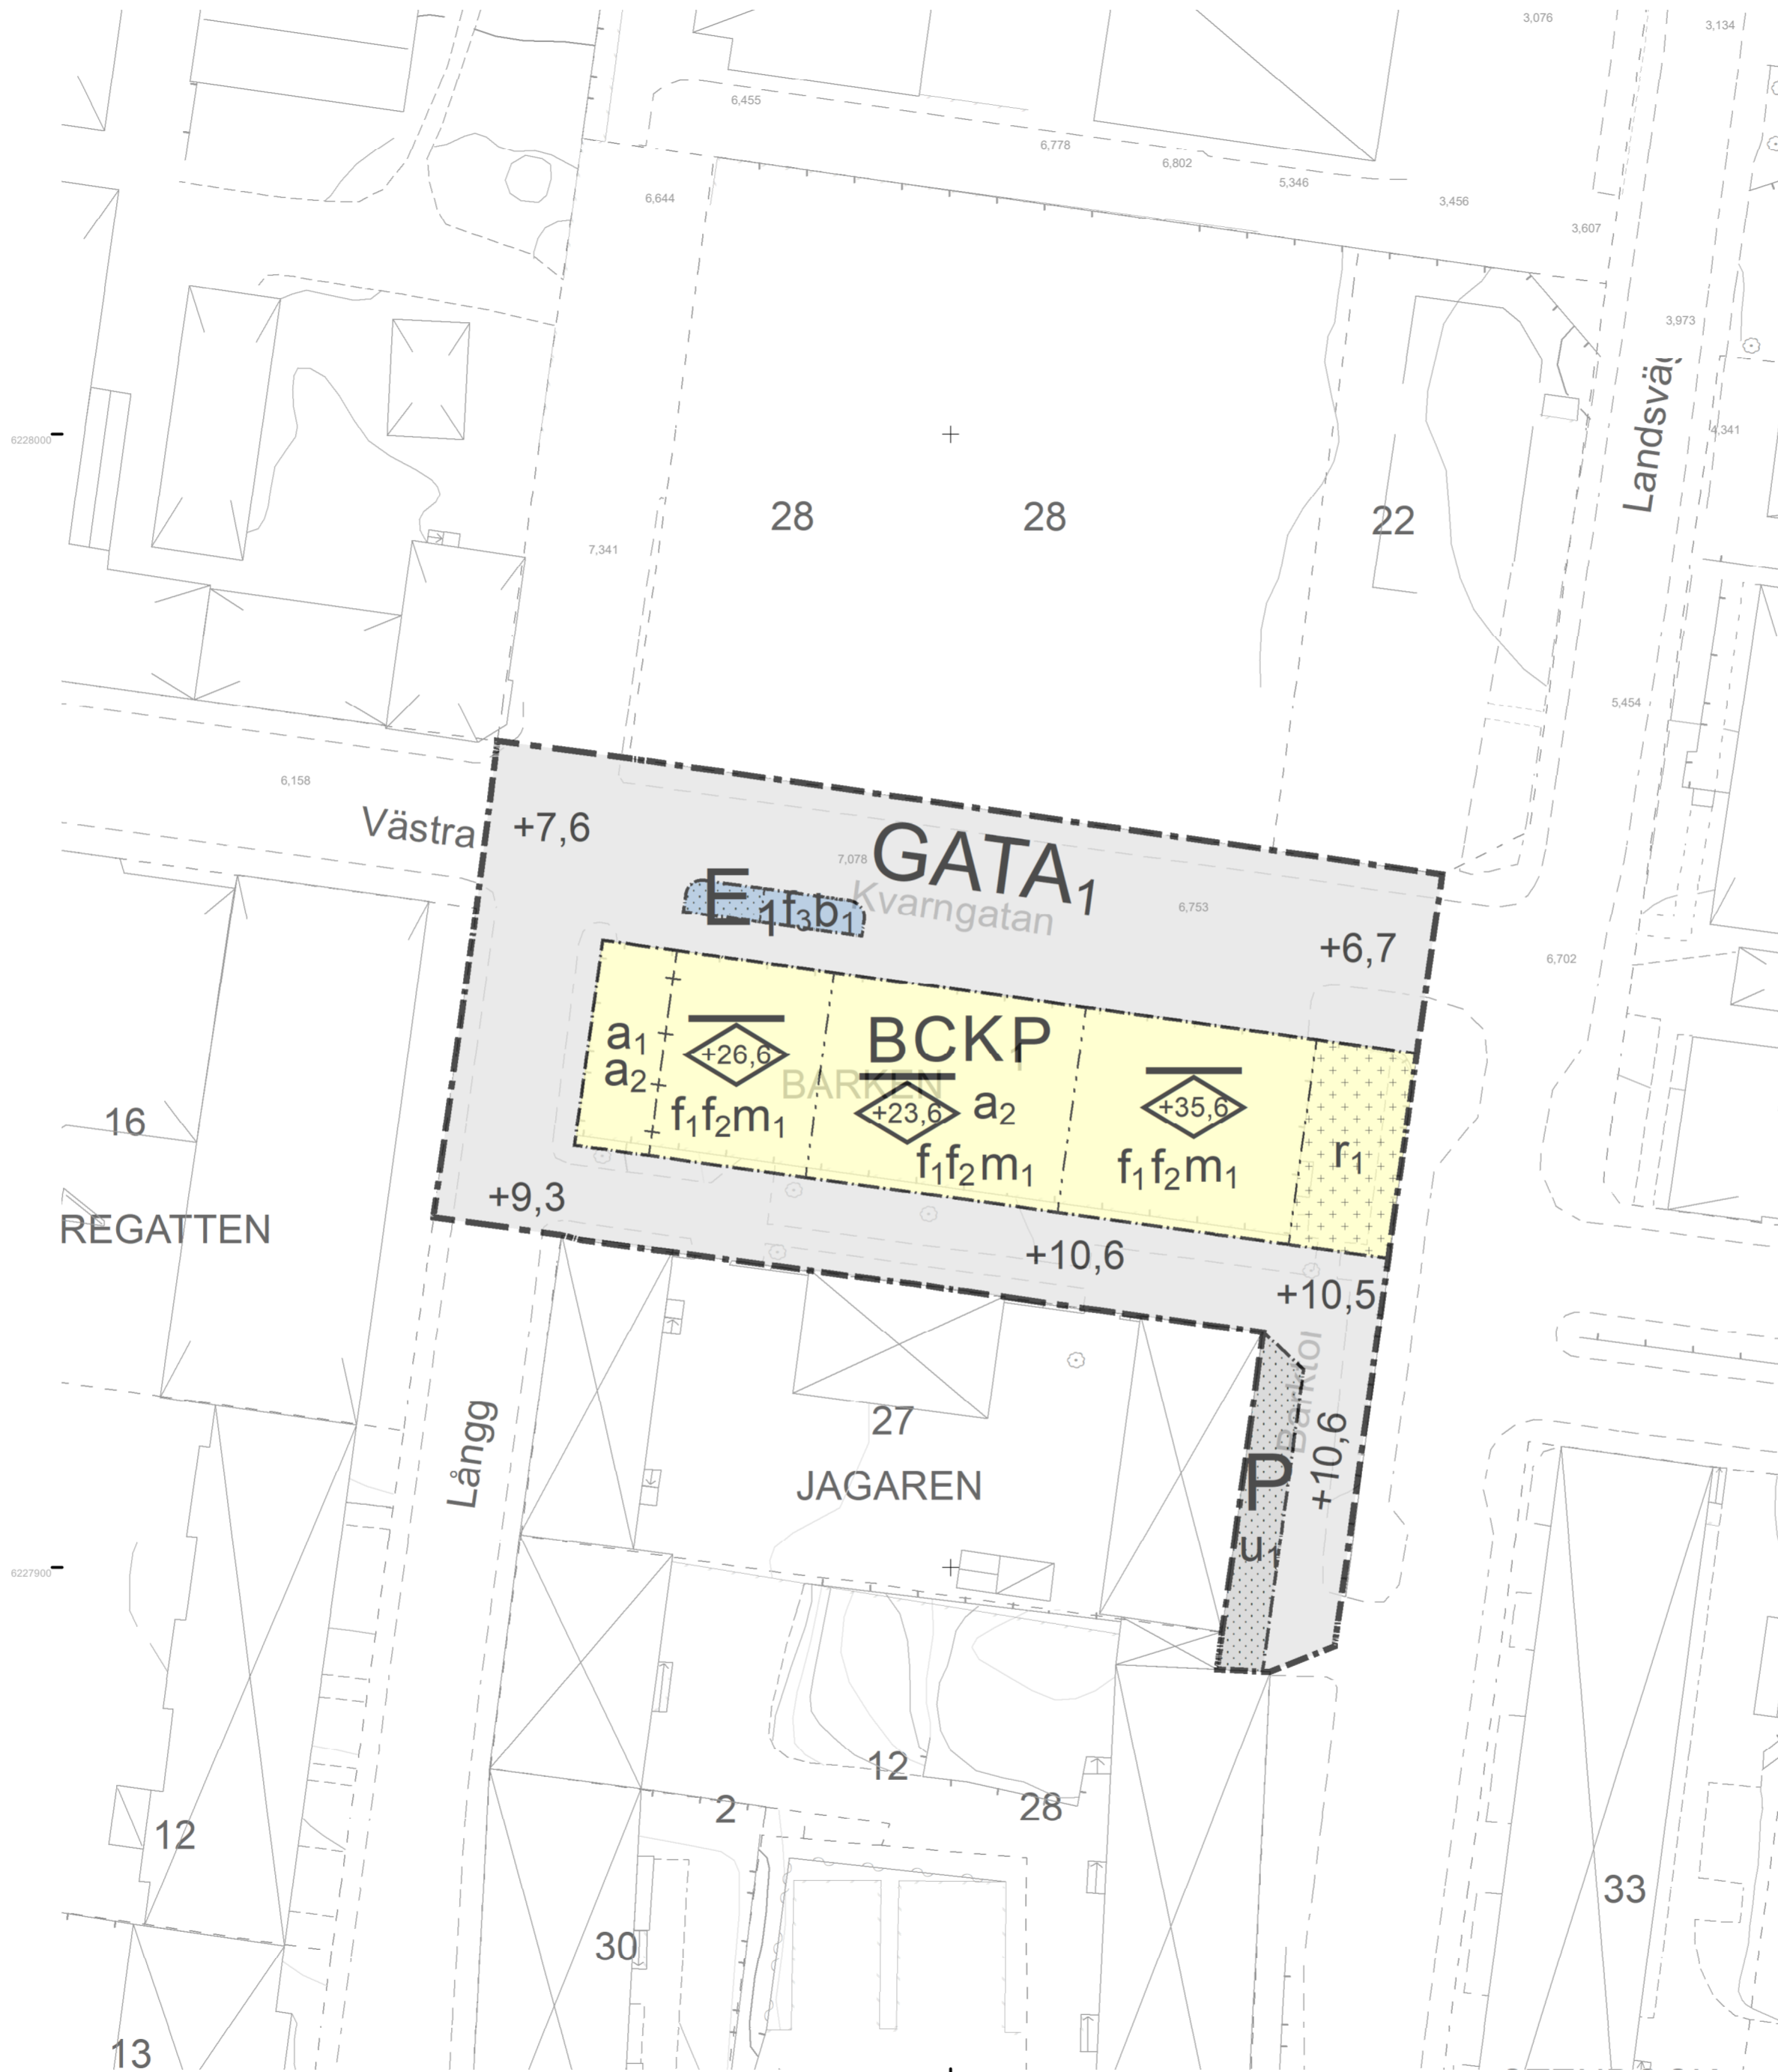 3,076
3,134
6,455
6,778
6,802
5,346
6,644
3,456
3,607
3,973
Landsväg
4,341
6228000
28
28
22
7,341
5,454
6,158
Västra
+7,6
GATA1
7,078
Kvarngatan
6,753
E1f3b1
+6,7
6,702
BCKP1
a1
a2
+26,6
BARKEN
+23,6
a2
+35,6
f1f2m1
f1f2m1
f1f2m1
r1
16
REGATTEN
+9,3
+10,6
+10,5
27
Långg
JAGAREN
P
+10,6
u1
6227900
12
2
28
12
33
30
13